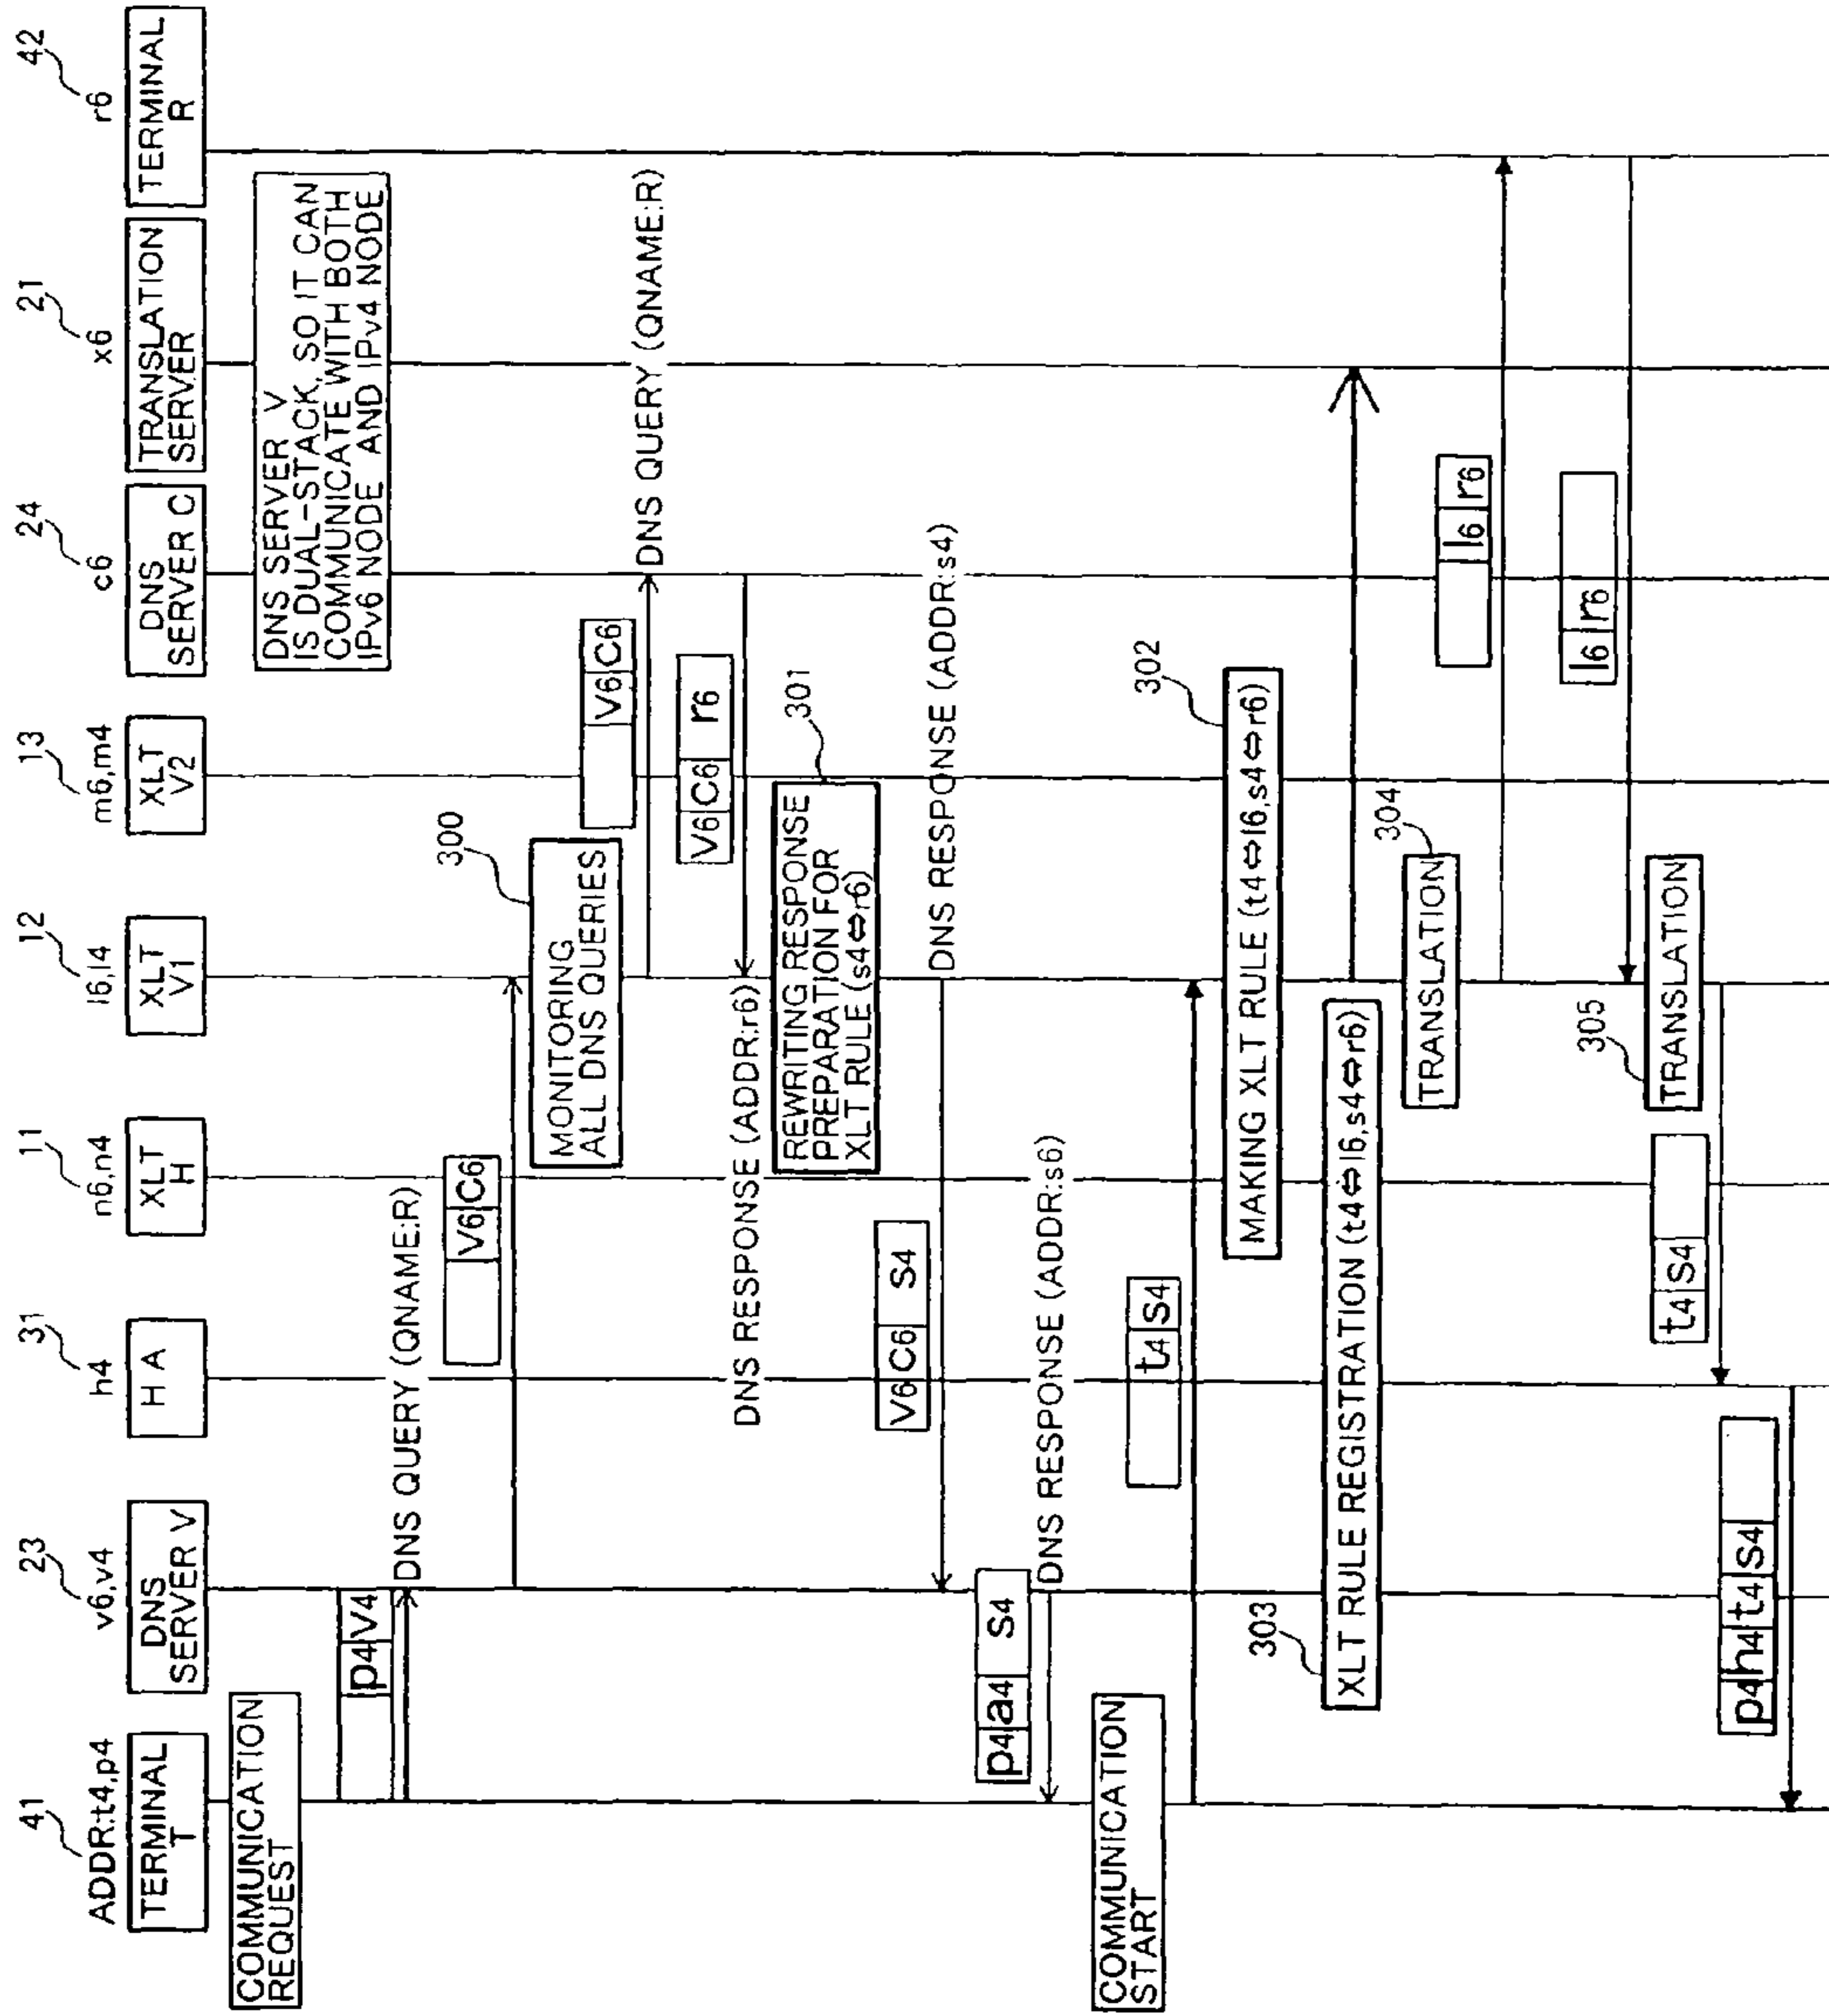 41
ADDR:t4,p4
TERMINAL
T
23
v6,v4
DNS
SERVER V
31
h4
H A
11
n6,n4
XLT
H
12
l6,l4
XLT
V1
13
m6,m4
XLT
V2
24
c6
DNS
SERVER C
21
x6
TRANSLATION
SERVER
42
r6
TERMINAL
R
COMMUNICATION
REQUEST
DNS SERVER V
IS DUAL-STACK, SO IT CAN
COMMUNICATE WITH BOTH
IPv6 NODE AND IPv4 NODE
p4 V4
DNS QUERY (QNAME:R)
V6 C6
300
MONITORING
ALL DNS QUERIES
V6 C6
DNS QUERY (QNAME:R)
V6 C6 r6
DNS RESPONSE (ADDR:r6)
301
REWRITING RESPONSE
PREPARATION FOR
XLT RULE (s4⇔r6)
V6 C6 S4
DNS RESPONSE (ADDR:s4)
p4 a4 s4
DNS RESPONSE (ADDR:s6)
COMMUNICATION
START
t4 s4
302
MAKING XLT RULE (t4⇔l6,s4⇔r6)
303
XLT RULE REGISTRATION (t4⇔l6,s4⇔r6)
304
TRANSLATION
l6 r6
l6 r6
305
TRANSLATION
t4 s4
p4 h4 t4 s4